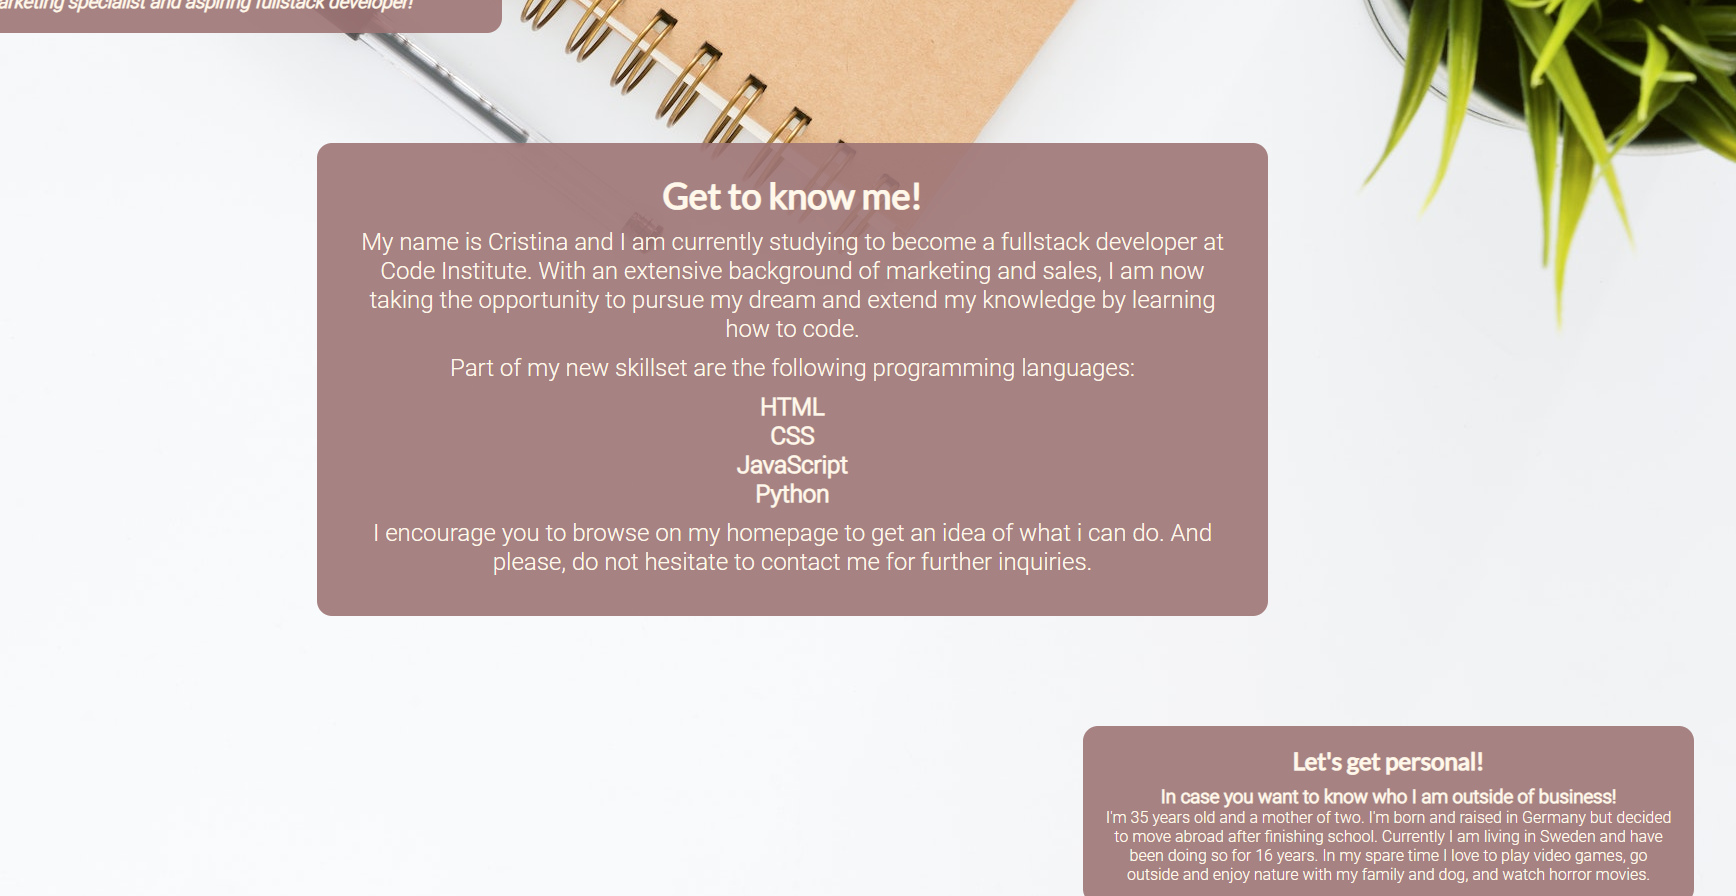 marketing specialist and aspiring fullstack developer!
Get to know me!
My name is Cristina and I am currently studying to become a fullstack developer at
Code Institute. With an extensive background of marketing and sales, I am now
taking the opportunity to pursue my dream and extend my knowledge by learning
how to code.
Part of my new skillset are the following programming languages:
HTML
CSS
JavaScript
Python
I encourage you to browse on my homepage to get an idea of what i can do. And
please, do not hesitate to contact me for further inquiries.
Let's get personal!
In case you want to know who I am outside of business!
I'm 35 years old and a mother of two. I'm born and raised in Germany but decided
to move abroad after finishing school. Currently I am living in Sweden and have
been doing so for 16 years. In my spare time I love to play video games, go
outside and enjoy nature with my family and dog, and watch horror movies.